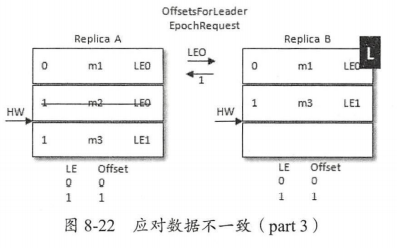 OffsetsForLeader
EpochRequest
Replica A
Replica B
LEO
1
L
0 m1 LE0
1 m2 LE0
1 m3 LE1
HW
0 m1 LE0
1 m3 LE1
HW
LE Offset
0 0
1 1
LE Offset
0 0
1 1
图 8-22 应对数据不一致（part 3）